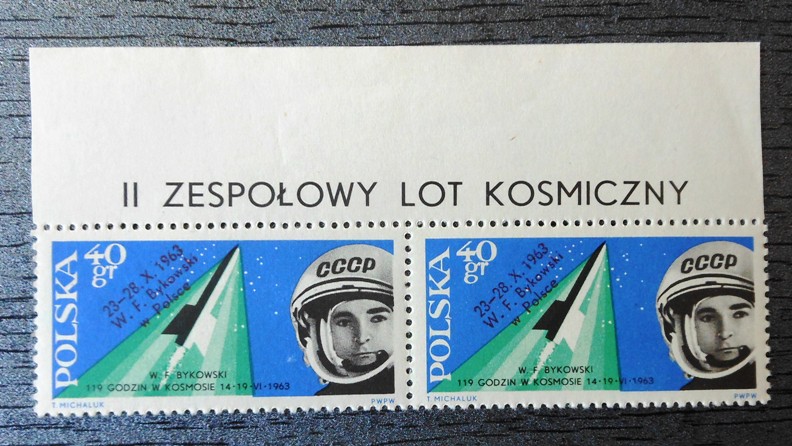 II ZESPOŁOWY LOT KOSMICZNY
POLSKA
40
gr
23-28. X. 1963
W. F. Bykowski
w Polsce
CCCP
W. F. BYKOWSKI
119 GODZIN W KOSMOSIE 14-19-VI-1963
T. MICHALUK
PWPW
POLSKA
40
gr
23-28. X. 1963
W. F. Bykowski
w Polsce
CCCP
W. F. BYKOWSKI
119 GODZIN W KOSMOSIE 14-19-VI-1963
T. MICHALUK
PWPW